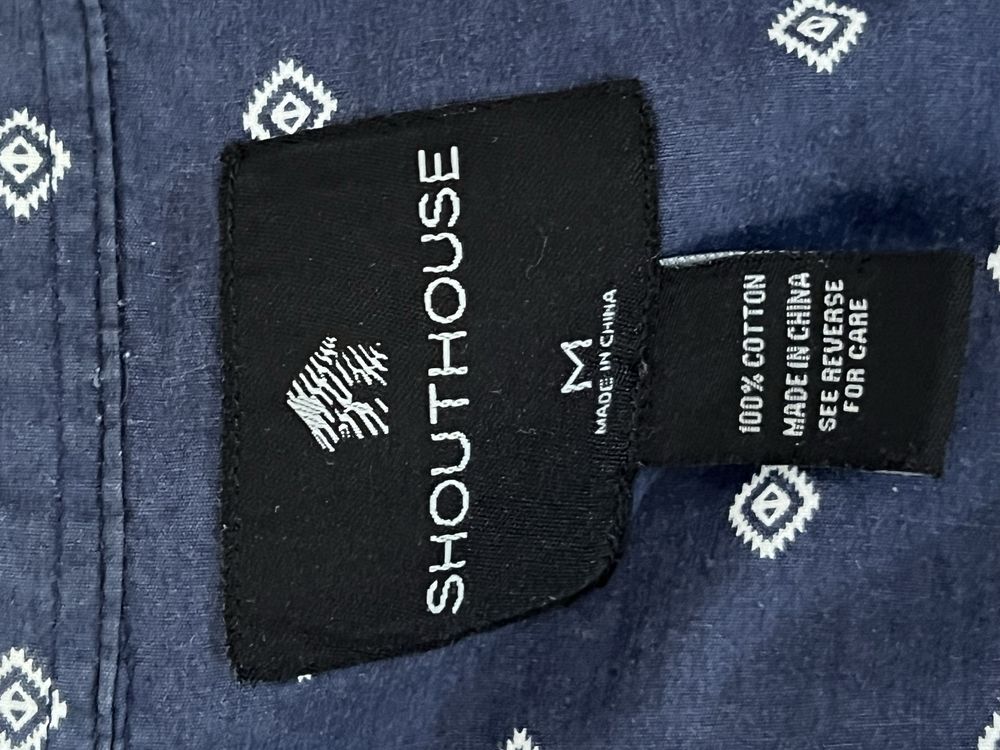 SHOUTHOUSE
M
MADE IN CHINA
100% COTTON
MADE IN CHINA
SEE REVERSE
FOR CARE